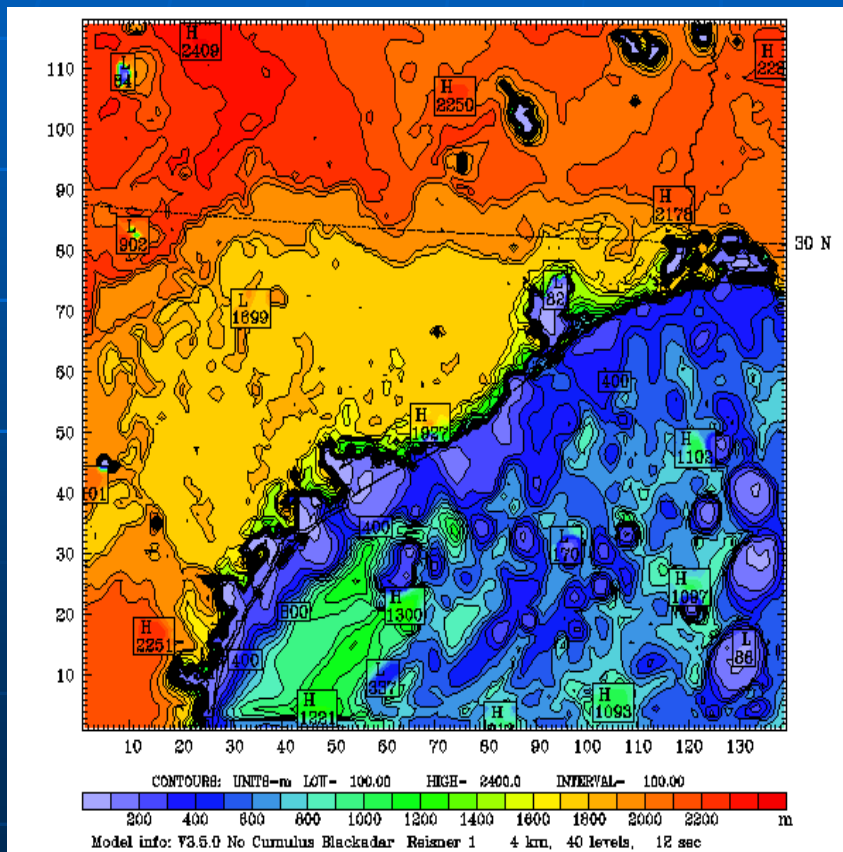 H
2409
L
84
H
110
H
2250
100
90
H
2178
L
902
80
30 N
L
82
70
L
1699
60
400
50
H
1927
H
1102
40
400
L
170
30
H
1097
H
1300
20
800
H
2251
L
86
10
400
L
337
H
1221
H
1093
H
10 20 30 40 50 60 70 80 90 100 110 120 130
CONTOURS: UNITS=m LOW= 100.00 HIGH= 2400.0 INTERVAL= 100.00
200 400 600 800 1000 1200 1400 1600 1800 2000 2200 m
Model info: V3.5.0 No Cumulus Blackadar Reisner 1 4 km, 40 levels, 12 sec